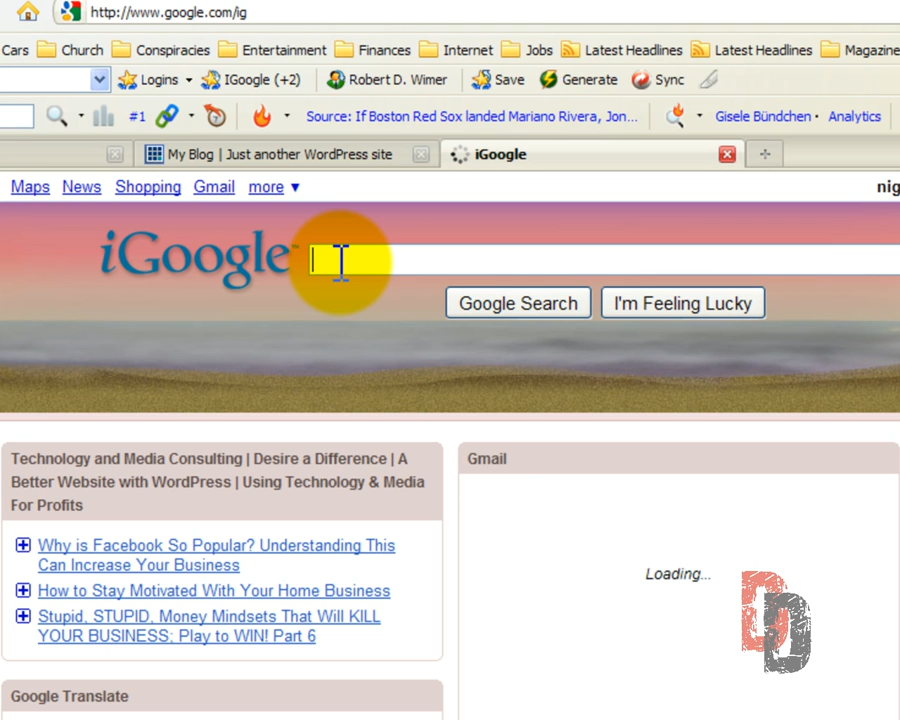 http://www.google.com/ig
Cars Church Conspiracies Entertainment Finances Internet Jobs Latest Headlines Latest Headlines Magazine
Logins IGoogle (+2) Robert D. Wimer Save Generate Sync
#1 Source: If Boston Red Sox landed Mariano Rivera, Jon... Gisele Bündchen Analytics
My Blog | Just another WordPress site iGoogle
Maps News Shopping Gmail more ▼ nig
iGoogle™
Google Search I'm Feeling Lucky
Technology and Media Consulting | Desire a Difference | A
Better Website with WordPress | Using Technology & Media
For Profits
Why is Facebook So Popular? Understanding This
Can Increase Your Business
How to Stay Motivated With Your Home Business
Stupid, STUPID, Money Mindsets That Will KILL
YOUR BUSINESS; Play to WIN! Part 6
Google Translate
Gmail
Loading...
DD